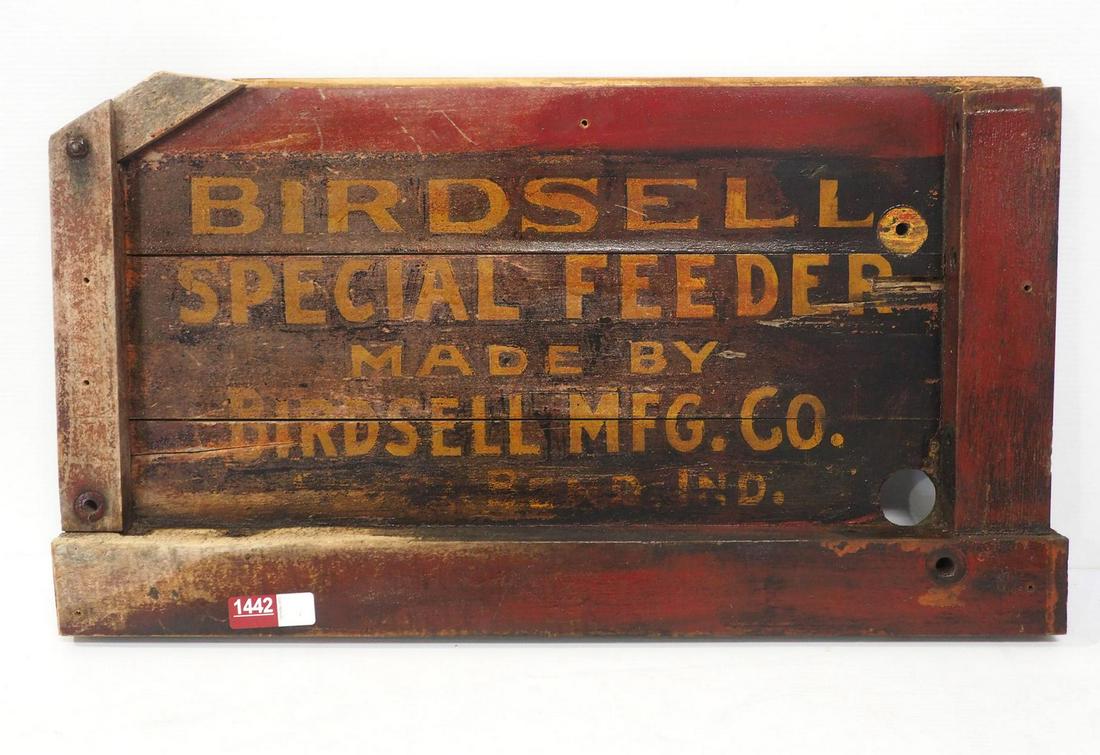 BIRDSELL
SPECIAL FEEDER
MADE BY
BIRDSELL MFG. CO.
BEND, IND.
1442